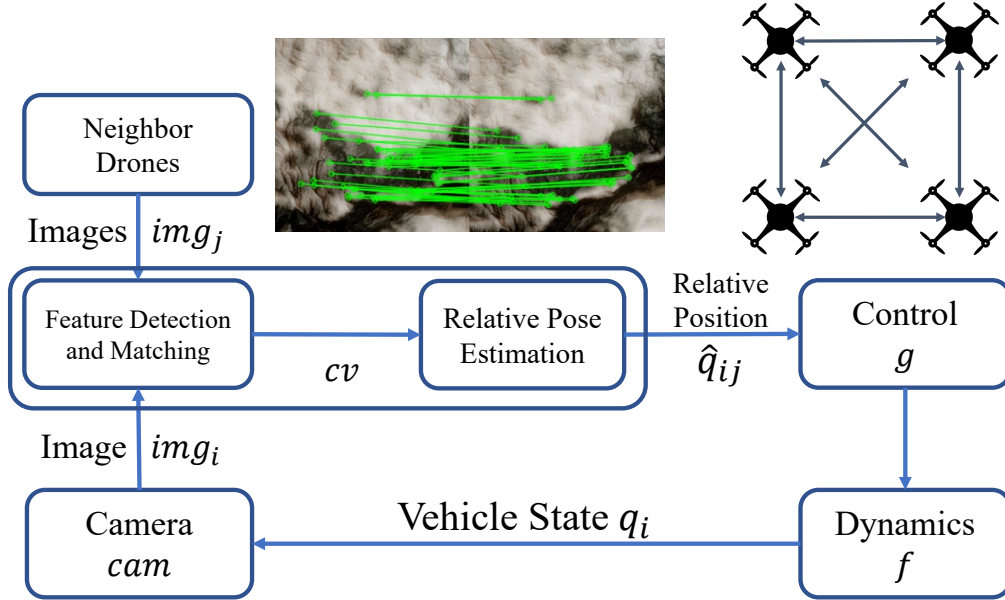 Neighbor
Drones
Images img_j
Feature Detection
and Matching
cv
Relative Pose
Estimation
Relative
Position
q̂_ij
Control
g
Image img_i
Camera
cam
Vehicle State q_i
Dynamics
f